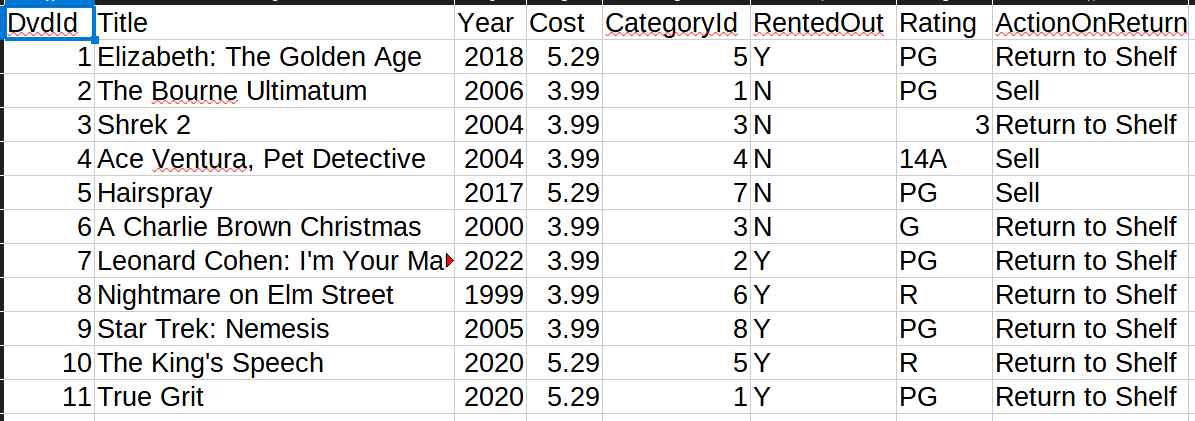 DvdId Title Year Cost CategoryId RentedOut Rating ActionOnReturn
1 Elizabeth: The Golden Age 2018 5.29 5 Y PG Return to Shelf
2 The Bourne Ultimatum 2006 3.99 1 N PG Sell
3 Shrek 2 2004 3.99 3 N 3 Return to Shelf
4 Ace Ventura, Pet Detective 2004 3.99 4 N 14A Sell
5 Hairspray 2017 5.29 7 N PG Sell
6 A Charlie Brown Christmas 2000 3.99 3 N G Return to Shelf
7 Leonard Cohen: I'm Your Ma 2022 3.99 2 Y PG Return to Shelf
8 Nightmare on Elm Street 1999 3.99 6 Y R Return to Shelf
9 Star Trek: Nemesis 2005 3.99 8 Y PG Return to Shelf
10 The King's Speech 2020 5.29 5 Y R Return to Shelf
11 True Grit 2020 5.29 1 Y PG Return to Shelf